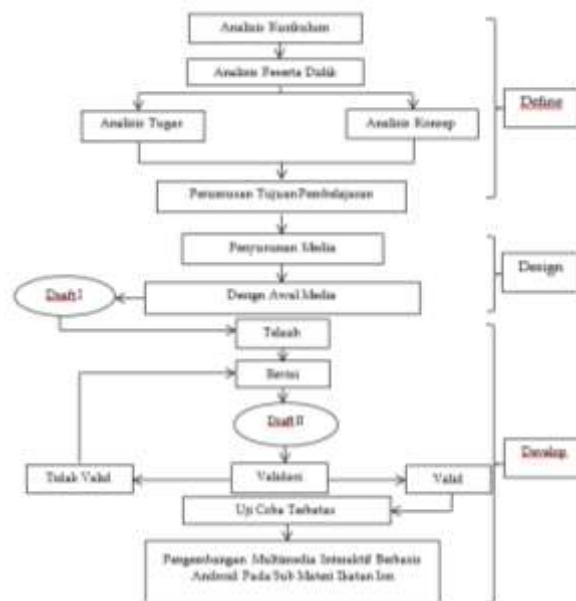 Analisis Kurikulum
Analisis Peserta Didik
Analisis Tugas
Analisis Konsep
Define
Perumusan Tujuan Pembelajaran
Penyusunan Media
Design
Draft I
Design Awal Media
Telaah
Revisi
Draft II
Develop
Tidak Valid
Validasi
Valid
Uji Coba Terbatas
Pengembangan Multimedia Interaktif Berbasis
Android Pada Sub Materi Ikatan Ion